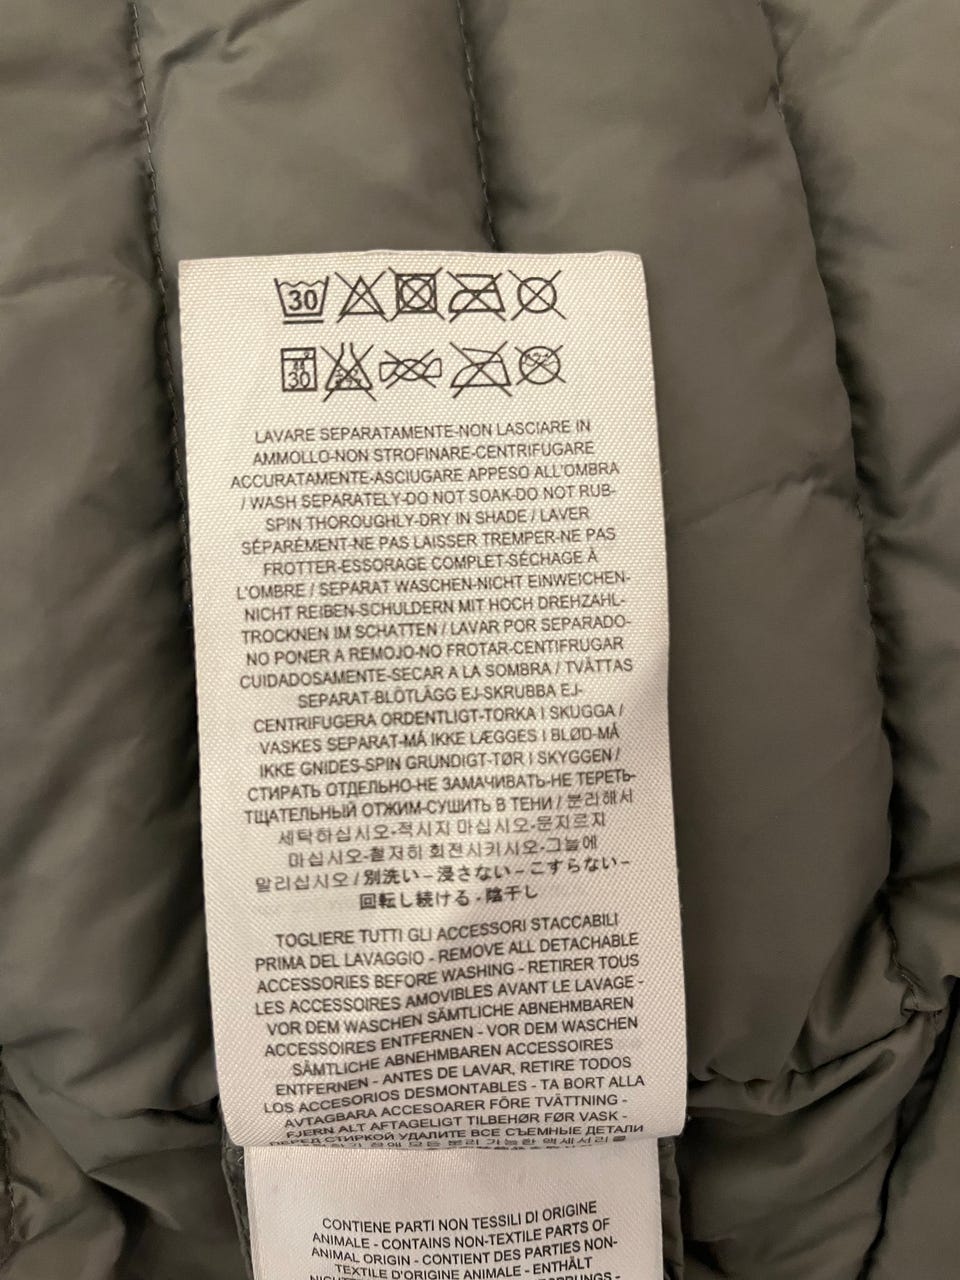 30
30
LAVARE SEPARATAMENTE-NON LASCIARE IN
AMMOLLO-NON STROFINARE-CENTRIFUGARE
ACCURATAMENTE-ASCIUGARE APPESO ALL'OMBRA
/ WASH SEPARATELY-DO NOT SOAK-DO NOT RUB-
SPIN THOROUGHLY-DRY IN SHADE / LAVER
SÉPARÉMENT-NE PAS LAISSER TREMPER-NE PAS
FROTTER-ESSORAGE COMPLET-SÉCHAGE À
L'OMBRE / SEPARAT WASCHEN-NICHT EINWEICHEN-
NICHT REIBEN-SCHULDERN MIT HOCH DREHZAHL-
TROCKNEN IM SCHATTEN / LAVAR POR SEPARADO-
NO PONER A REMOJO-NO FROTAR-CENTIFRUGAR
CUIDADOSAMENTE-SECAR A LA SOMBRA / TVÄTTAS
SEPARAT-BLÖTLÄGG EJ-SKRUBBA EJ-
CENTRIFUGERA ORDENTLIGT-TORKA I SKUGGA /
VASKES SEPARAT-MÅ IKKE LÆGGES I BLØD-MÅ
IKKE GNIDES-SPIN GRUNDIGT-TØR I SKYGGEN /
СТИРАТЬ ОТДЕЛЬНО-НЕ ЗАМАЧИВАТЬ-НЕ ТЕРЕТЬ-
ТЩАТЕЛЬНЫЙ ОТЖИМ-СУШИТЬ В ТЕНИ / 분리해서
세탁하십시오-적시지 마십시오-문지르지
마십시오-철저히 회전시키시오-그늘에
말리십시오 / 別洗い – 浸さない – こすらない –
回転し続ける - 陰干し
TOGLIERE TUTTI GLI ACCESSORI STACCABILI
PRIMA DEL LAVAGGIO - REMOVE ALL DETACHABLE
ACCESSORIES BEFORE WASHING - RETIRER TOUS
LES ACCESSOIRES AMOVIBLES AVANT LE LAVAGE -
VOR DEM WASCHEN SÄMTLICHE ABNEHMBAREN
ACCESSOIRES ENTFERNEN - VOR DEM WASCHEN
SÄMTLICHE ABNEHMBAREN ACCESSOIRES
ENTFERNEN - ANTES DE LAVAR, RETIRE TODOS
LOS ACCESORIOS DESMONTABLES - TA BORT ALLA
AVTAGBARA ACCESOARER FÖRE TVÄTTNING -
FJERN ALT AFTAGELIGT TILBEHØR FØR VASK -
ПЕРЕД СТИРКОЙ УДАЛИТЕ ВСЕ СЪЕМНЫЕ ДЕТАЛИ
CONTIENE PARTI NON TESSILI DI ORIGINE
ANIMALE - CONTAINS NON-TEXTILE PARTS OF
ANIMAL ORIGIN - CONTIENT DES PARTIES NON-
TEXTILE D'ORIGINE ANIMALE - ENTHÄLT